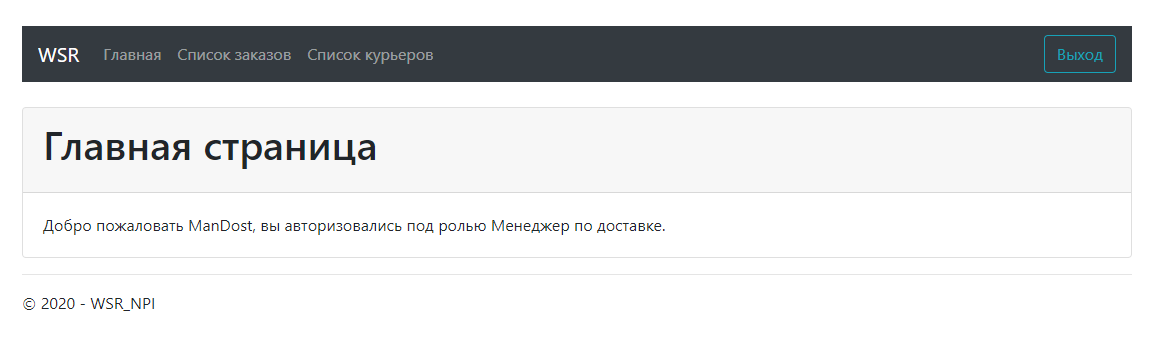 WSR Главная Список заказов Список курьеров Выход
Главная страница
Добро пожаловать ManDost, вы авторизовались под ролью Менеджер по доставке.
© 2020 - WSR_NPI